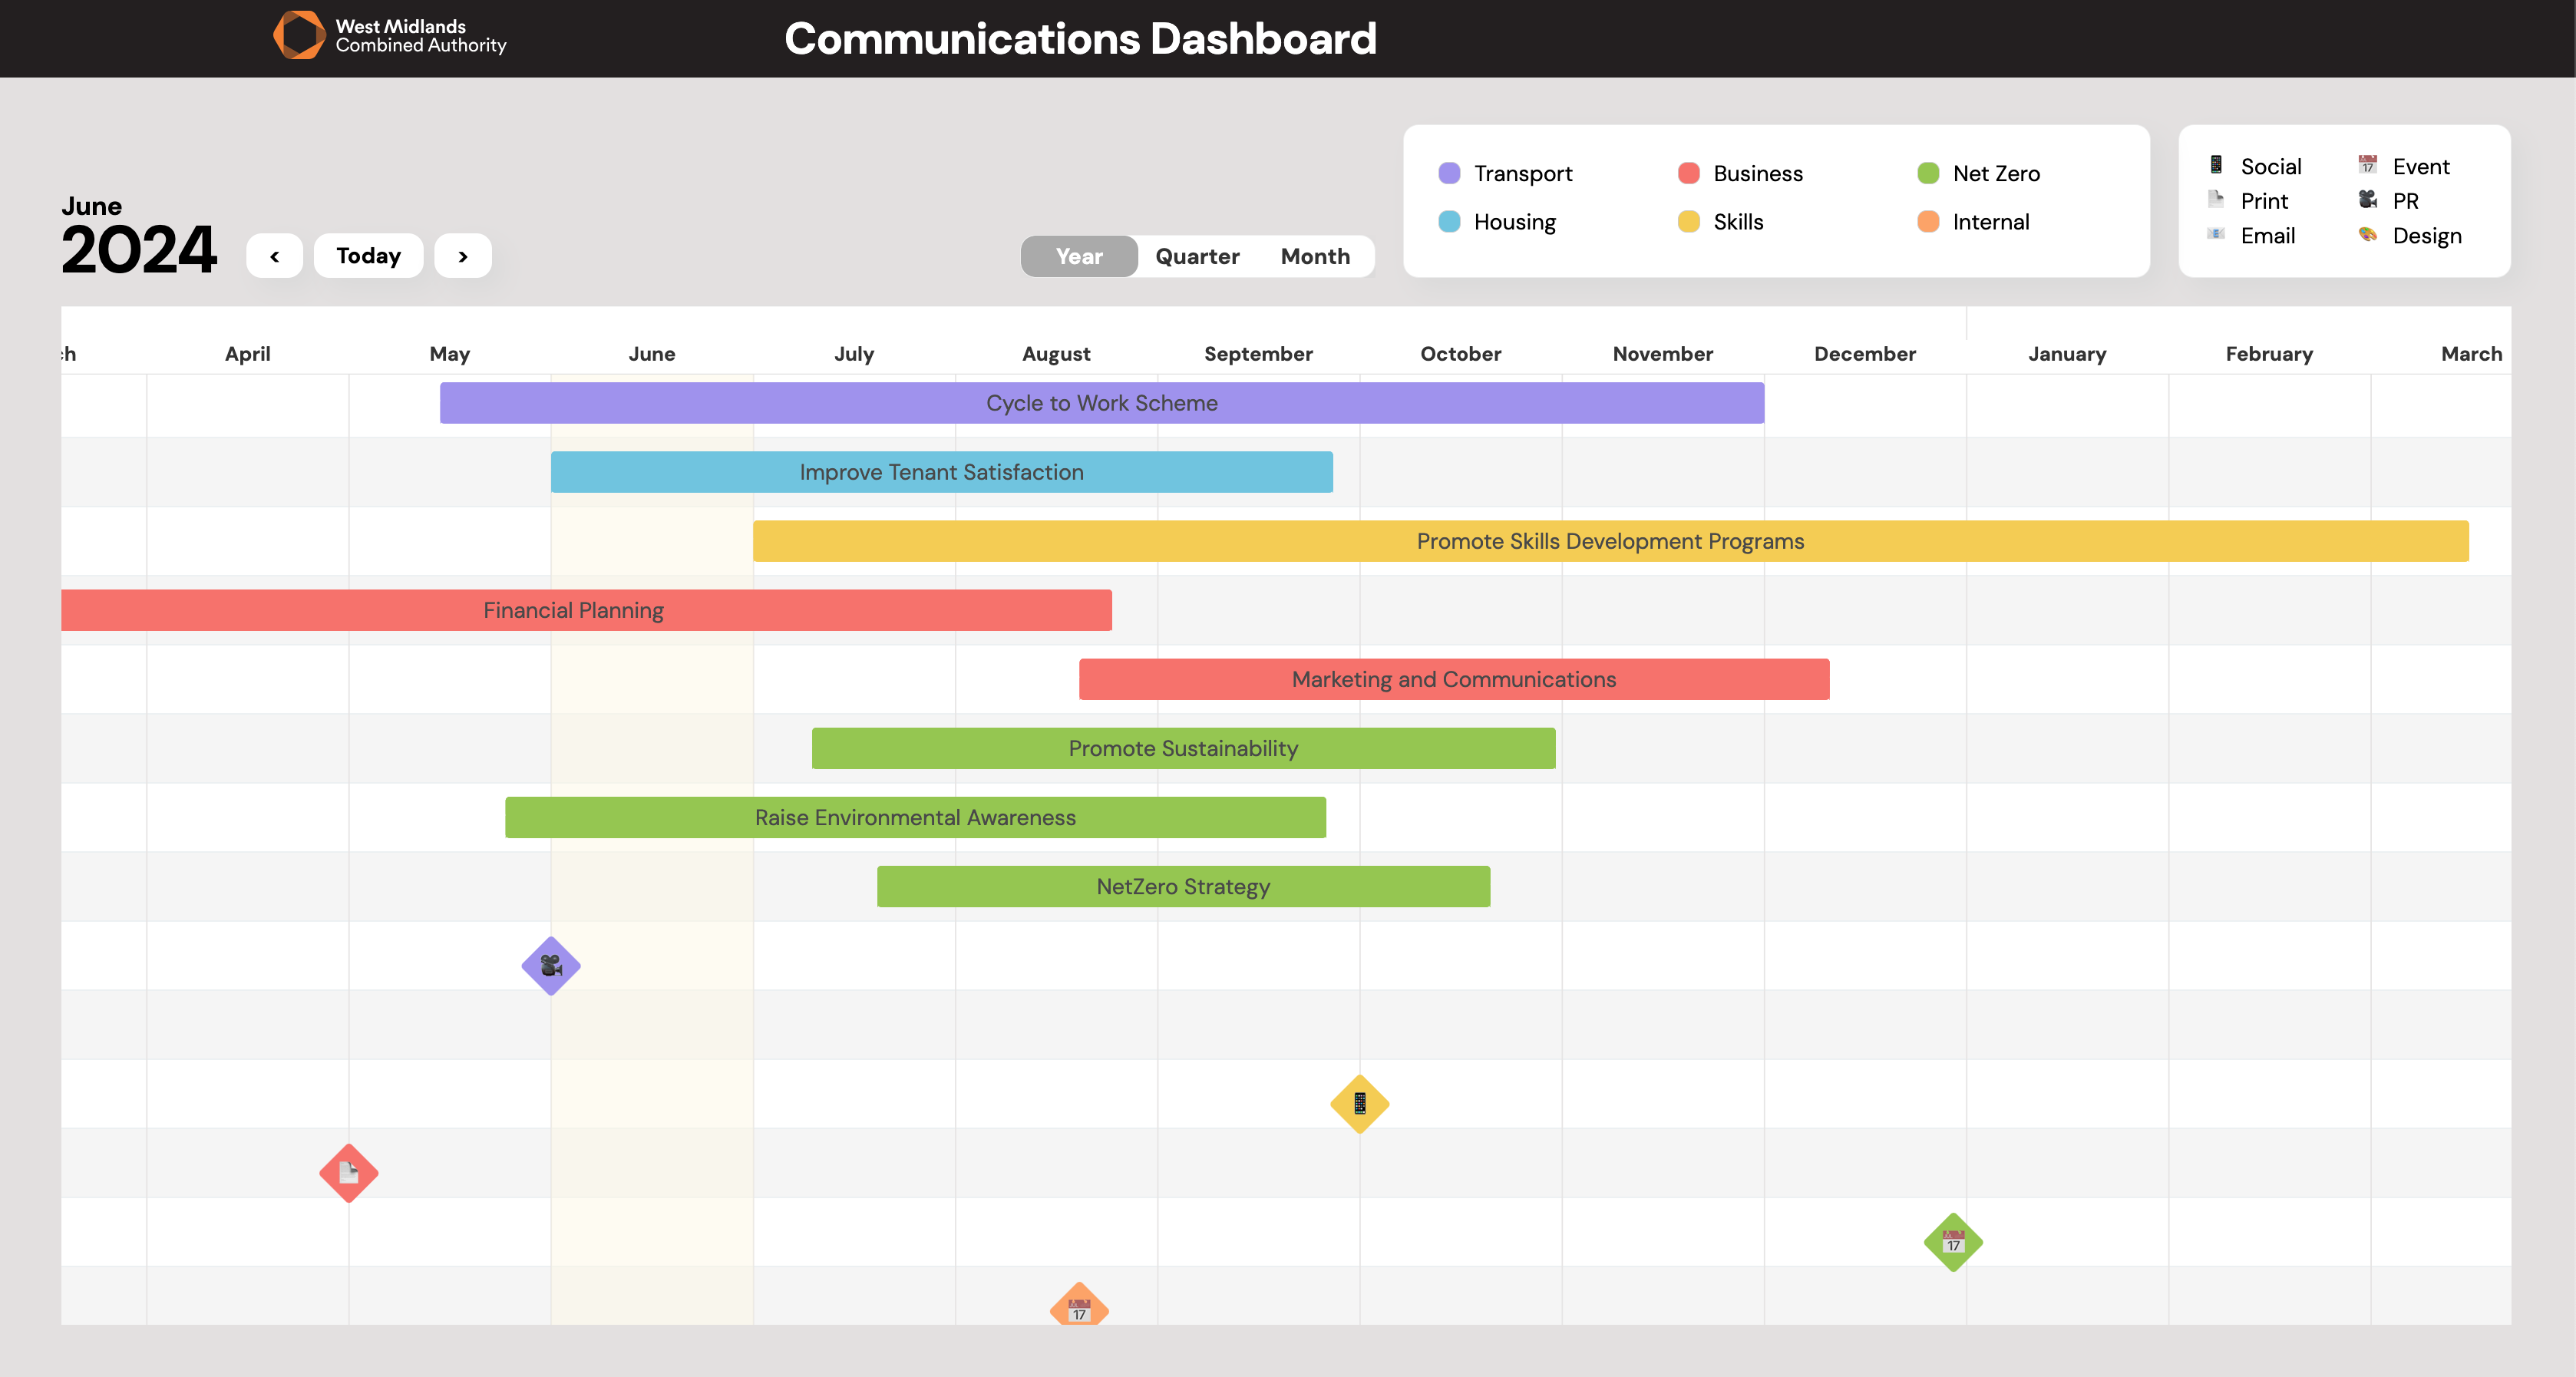 West Midlands
Combined Authority
Communications Dashboard
June
2024
<
Today
>
Year
Quarter
Month
Transport
Business
Net Zero
Housing
Skills
Internal
Social
Event
Print
PR
Email
Design
ch
April
May
June
July
August
September
October
November
December
January
February
March
Cycle to Work Scheme
Improve Tenant Satisfaction
Promote Skills Development Programs
Financial Planning
Marketing and Communications
Promote Sustainability
Raise Environmental Awareness
NetZero Strategy
17
17